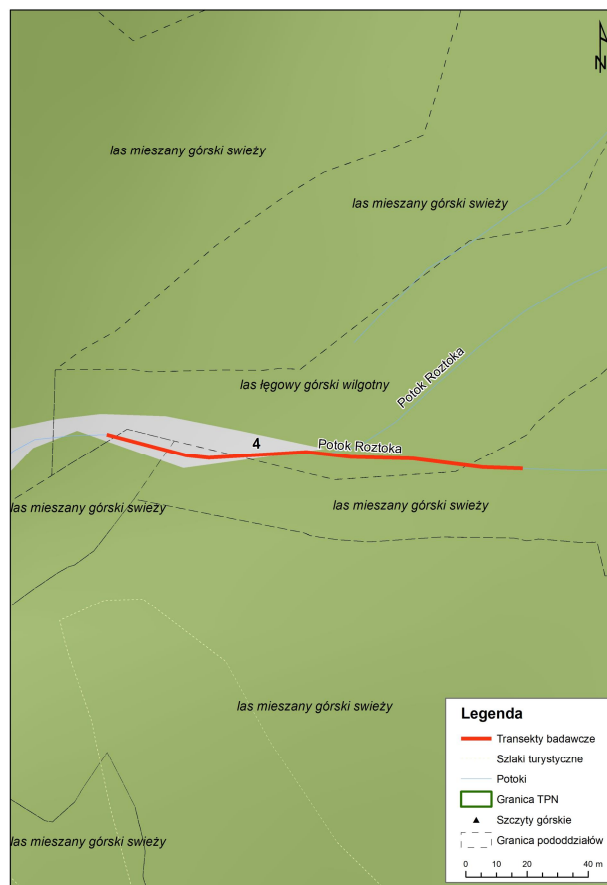 N
las mieszany górski swieży
las mieszany górski swieży
las łęgowy górski wilgotny
Potok Roztoka
4
Potok Roztoka
las mieszany górski swieży
las mieszany górski swieży
las mieszany górski swieży
las mieszany górski swieży
Legenda
Transekty badawcze
Szlaki turystyczne
Potoki
Granica TPN
Szczyty górskie
Granica pododdziałów
0 10 20 40 m